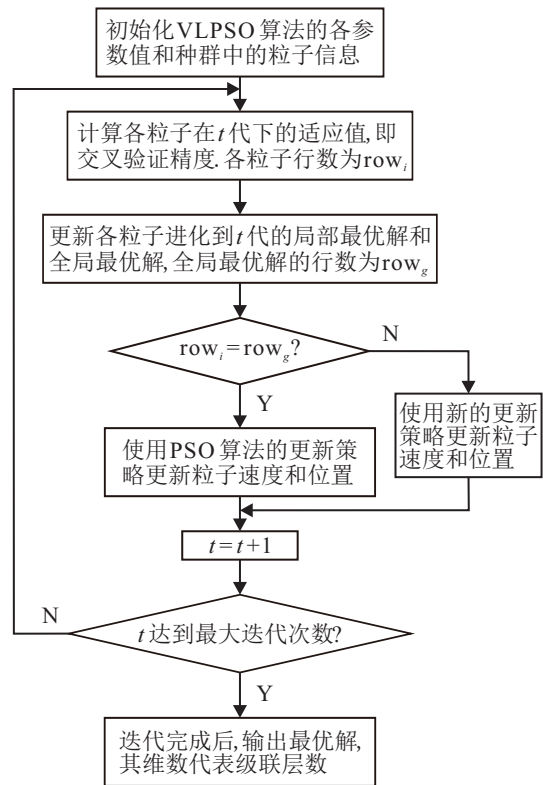 初始化VLPSO算法的各参
数值和种群中的粒子信息
计算各粒子在t代下的适应值,即
交叉验证精度.各粒子行数为rowᵢ
更新各粒子进化到t代的局部最优解和
全局最优解,全局最优解的行数为row_g
rowᵢ=row_g?
N
Y
使用新的更新
策略更新粒子
速度和位置
使用PSO算法的更新策
略更新粒子速度和位置
t=t+1
N
t达到最大迭代次数?
Y
迭代完成后,输出最优解,
其维数代表级联层数